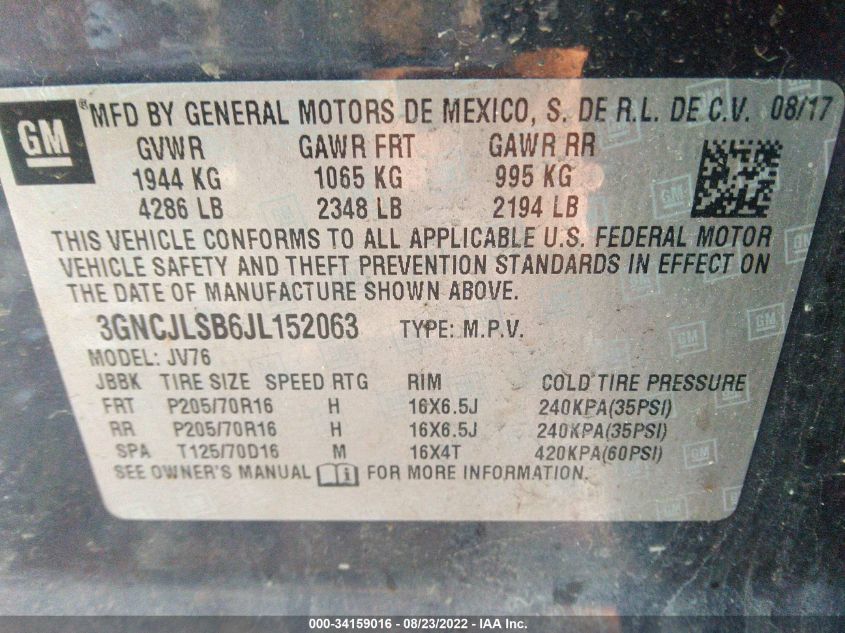 GM ® MFD BY GENERAL MOTORS DE MEXICO, S. DE R.L. DE C.V. 08/17
GVWR GAWR FRT GAWR RR
1944 KG 1065 KG 995 KG
4286 LB 2348 LB 2194 LB
THIS VEHICLE CONFORMS TO ALL APPLICABLE U.S. FEDERAL MOTOR
VEHICLE SAFETY AND THEFT PREVENTION STANDARDS IN EFFECT ON
THE DATE OF MANUFACTURE SHOWN ABOVE.
3GNCJLSB6JL152063 TYPE: M.P.V.
MODEL: JV76
JBBK TIRE SIZE SPEED RTG RIM COLD TIRE PRESSURE
FRT P205/70R16 H 16X6.5J 240KPA(35PSI)
RR P205/70R16 H 16X6.5J 240KPA(35PSI)
SPA T125/70D16 M 16X4T 420KPA(60PSI)
SEE OWNER'S MANUAL FOR MORE INFORMATION.
000-34159016 - 08/23/2022 - IAA Inc.